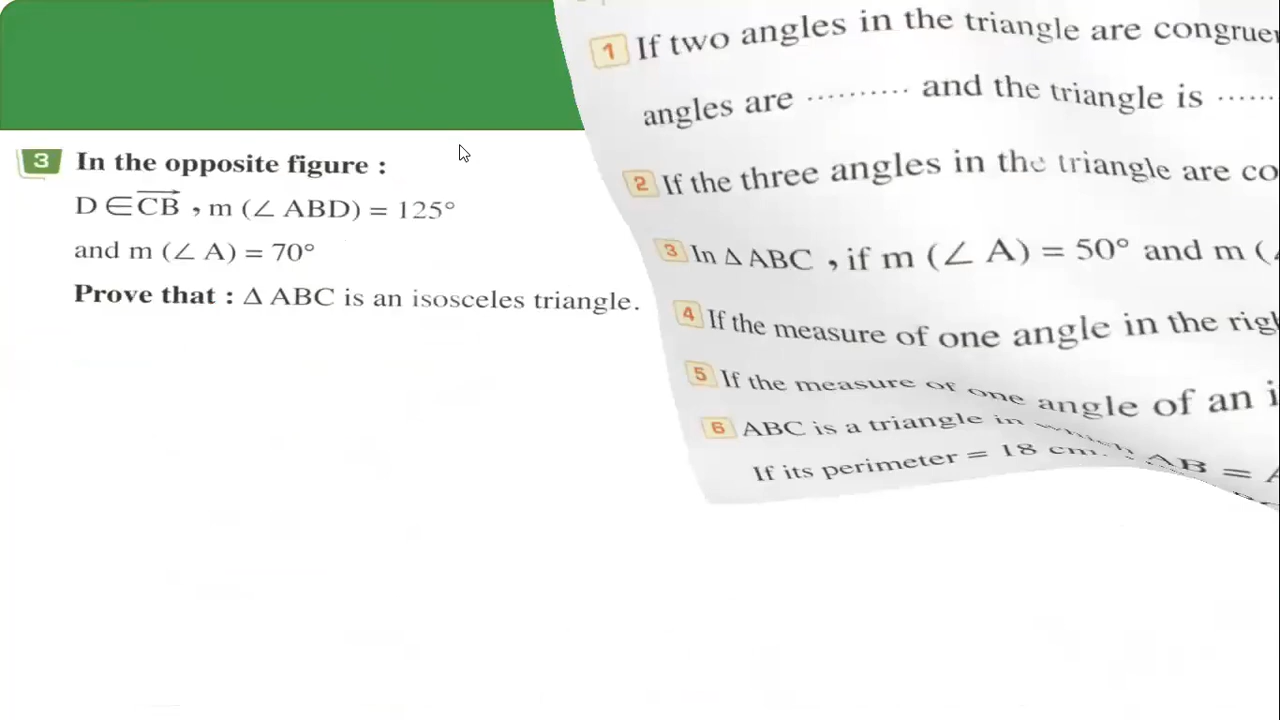 3 In the opposite figure :
D ∈ CB , m (∠ ABD) = 125°
and m (∠ A) = 70°
Prove that : Δ ABC is an isosceles triangle.
1 If two angles in the triangle are
angles are .......... and the triangle is ......
2 If the three angles in the triangle are
3 In Δ ABC , if m (∠ A) = 50° and m (
4 If the measure of one angle in the
5 If the measure of one angle of an
6 ABC is a triangle in which AB =
If its perimeter = 18 cm.